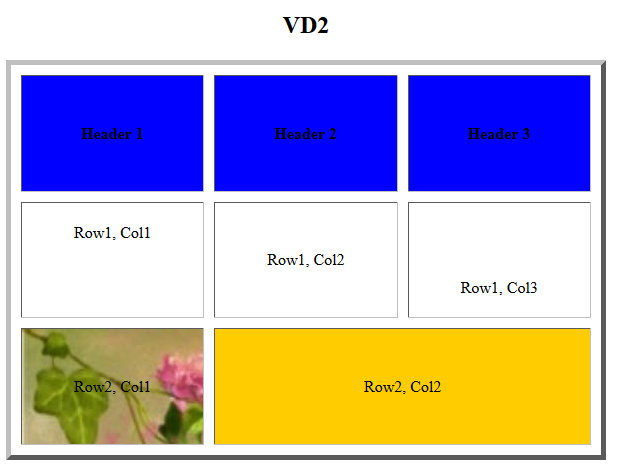 VD2
Header 1 Header 2 Header 3
Row1, Col1
Row1, Col2
Row1, Col3
Row2, Col1 Row2, Col2